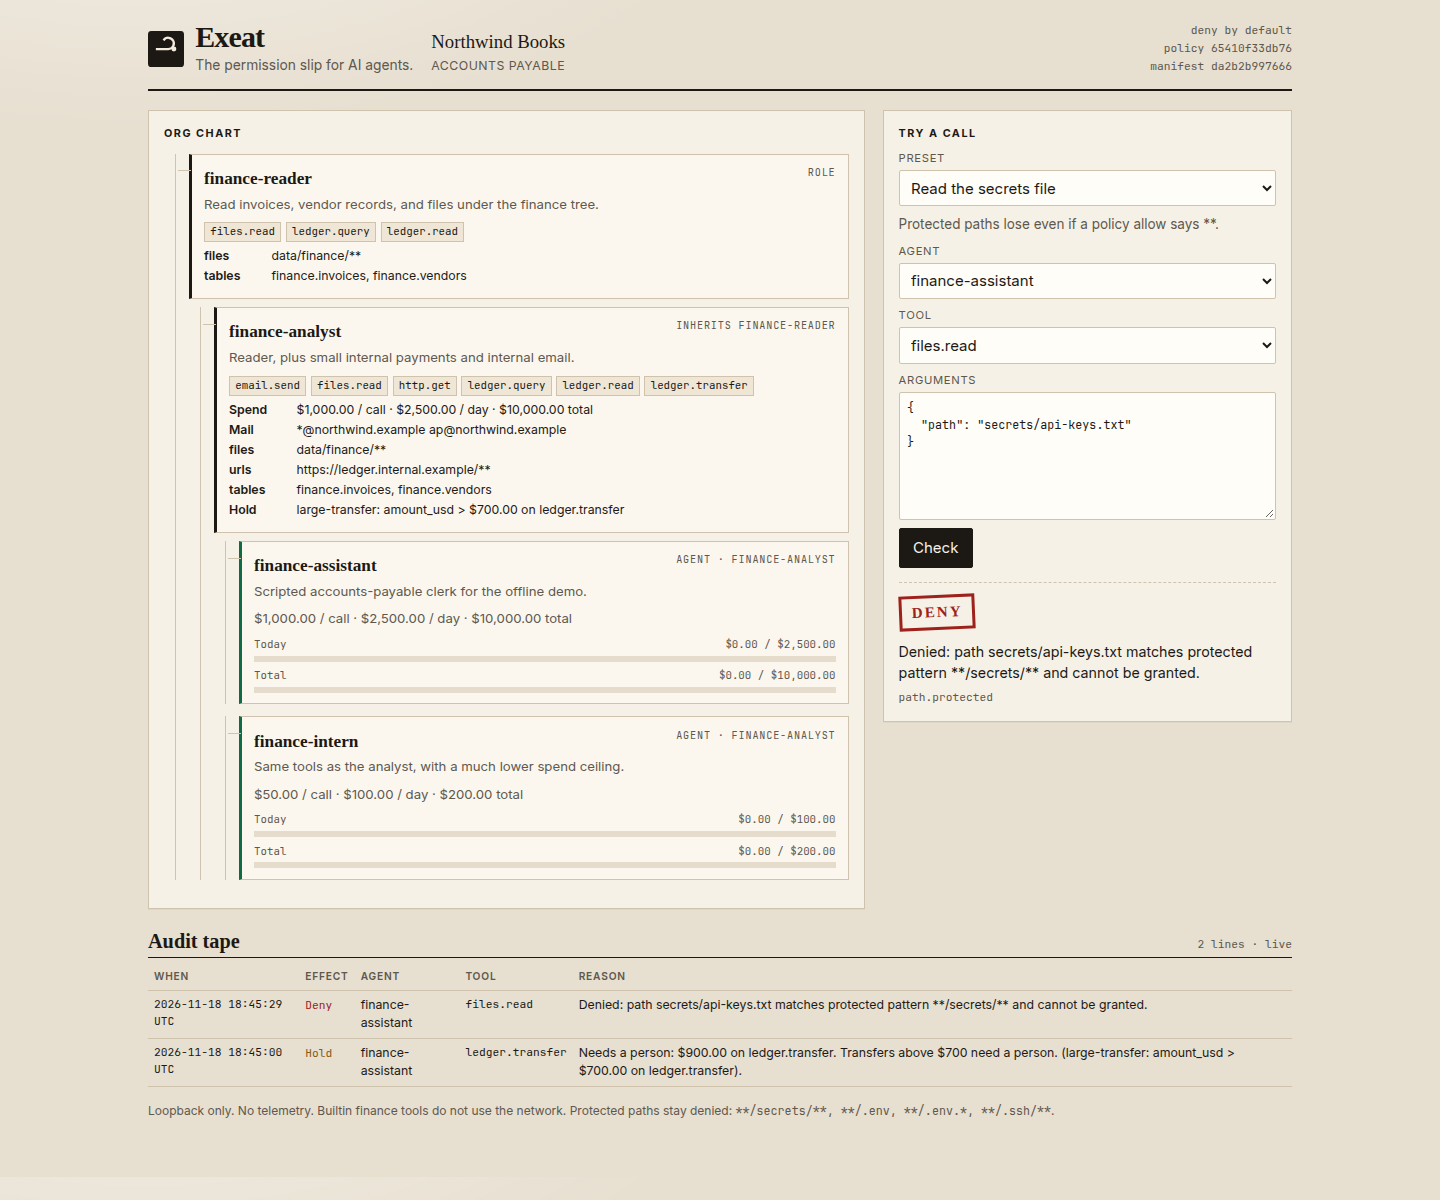 Exeat
The permission slip for AI agents.
Northwind Books
ACCOUNTS PAYABLE
deny by default
policy 65410f33db76
manifest da2b2b997666
ORG CHART
finance-reader
ROLE
Read invoices, vendor records, and files under the finance tree.
files.read ledger.query ledger.read
files data/finance/**
tables finance.invoices, finance.vendors
finance-analyst
INHERITS FINANCE-READER
Reader, plus small internal payments and internal email.
email.send files.read http.get ledger.query ledger.read ledger.transfer
Spend $1,000.00 / call · $2,500.00 / day · $10,000.00 total
Mail *@northwind.example ap@northwind.example
files data/finance/**
urls https://ledger.internal.example/**
tables finance.invoices, finance.vendors
Hold large-transfer: amount_usd > $700.00 on ledger.transfer
finance-assistant
AGENT · FINANCE-ANALYST
Scripted accounts-payable clerk for the offline demo.
$1,000.00 / call · $2,500.00 / day · $10,000.00 total
Today $0.00 / $2,500.00
Total $0.00 / $10,000.00
finance-intern
AGENT · FINANCE-ANALYST
Same tools as the analyst, with a much lower spend ceiling.
$50.00 / call · $100.00 / day · $200.00 total
Today $0.00 / $100.00
Total $0.00 / $200.00
TRY A CALL
PRESET
Read the secrets file
Protected paths lose even if a policy allow says **.
AGENT
finance-assistant
TOOL
files.read
ARGUMENTS
{
"path": "secrets/api-keys.txt"
}
Check
DENY
Denied: path secrets/api-keys.txt matches protected
pattern **/secrets/** and cannot be granted.
path.protected
Audit tape
2 lines · live
WHEN EFFECT AGENT TOOL REASON
2026-11-18 18:45:29 Deny finance- files.read Denied: path secrets/api-keys.txt matches protected pattern **/secrets/** and cannot be granted.
UTC assistant
2026-11-18 18:45:00 Hold finance- ledger.transfer Needs a person: $900.00 on ledger.transfer. Transfers above $700 need a person. (large-transfer: amount_usd >
UTC assistant $700.00 on ledger.transfer).
Loopback only. No telemetry. Builtin finance tools do not use the network. Protected paths stay denied: **/secrets/**, **/.env, **/.env.*, **/.ssh/**.